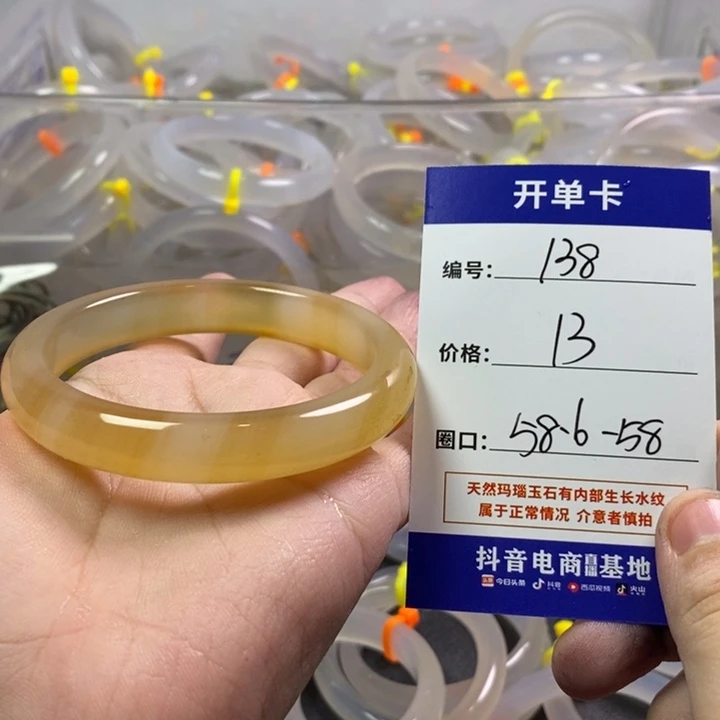 开单卡
编号: 138
价格: 13
圈口: 58.6-58
天然玛瑙玉石有内部生长水纹
属于正常情况 介意者慎拍
抖音电商直播基地
今日头条 抖音 西瓜视频 火山